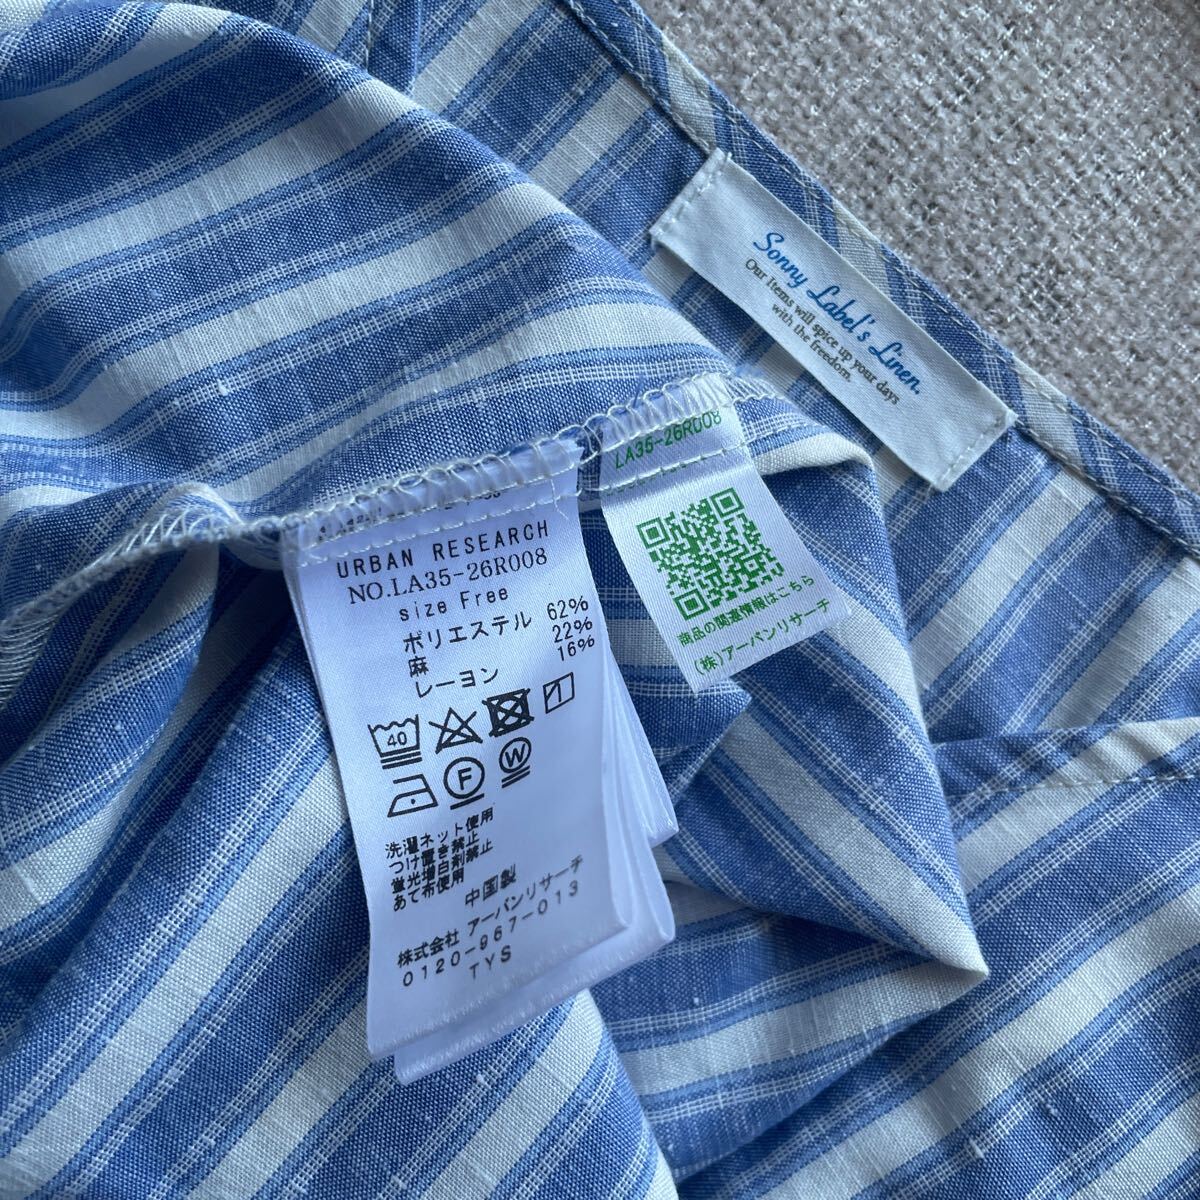 Sonny Label's Linen.
Our Items will spice up your days
with the freedom.
LA35-26R008
商品の関連情報はこちら
(株)アーバンリサーチ
URBAN RESEARCH
NO.LA35-26R008
size Free
ポリエステル 62%
麻 22%
レーヨン 16%
40
F
W
洗濯ネット使用
つけ置き禁止
蛍光増白剤禁止
あて布使用
中国製
株式会社 アーバンリサーチ
0120-967-013
TYS